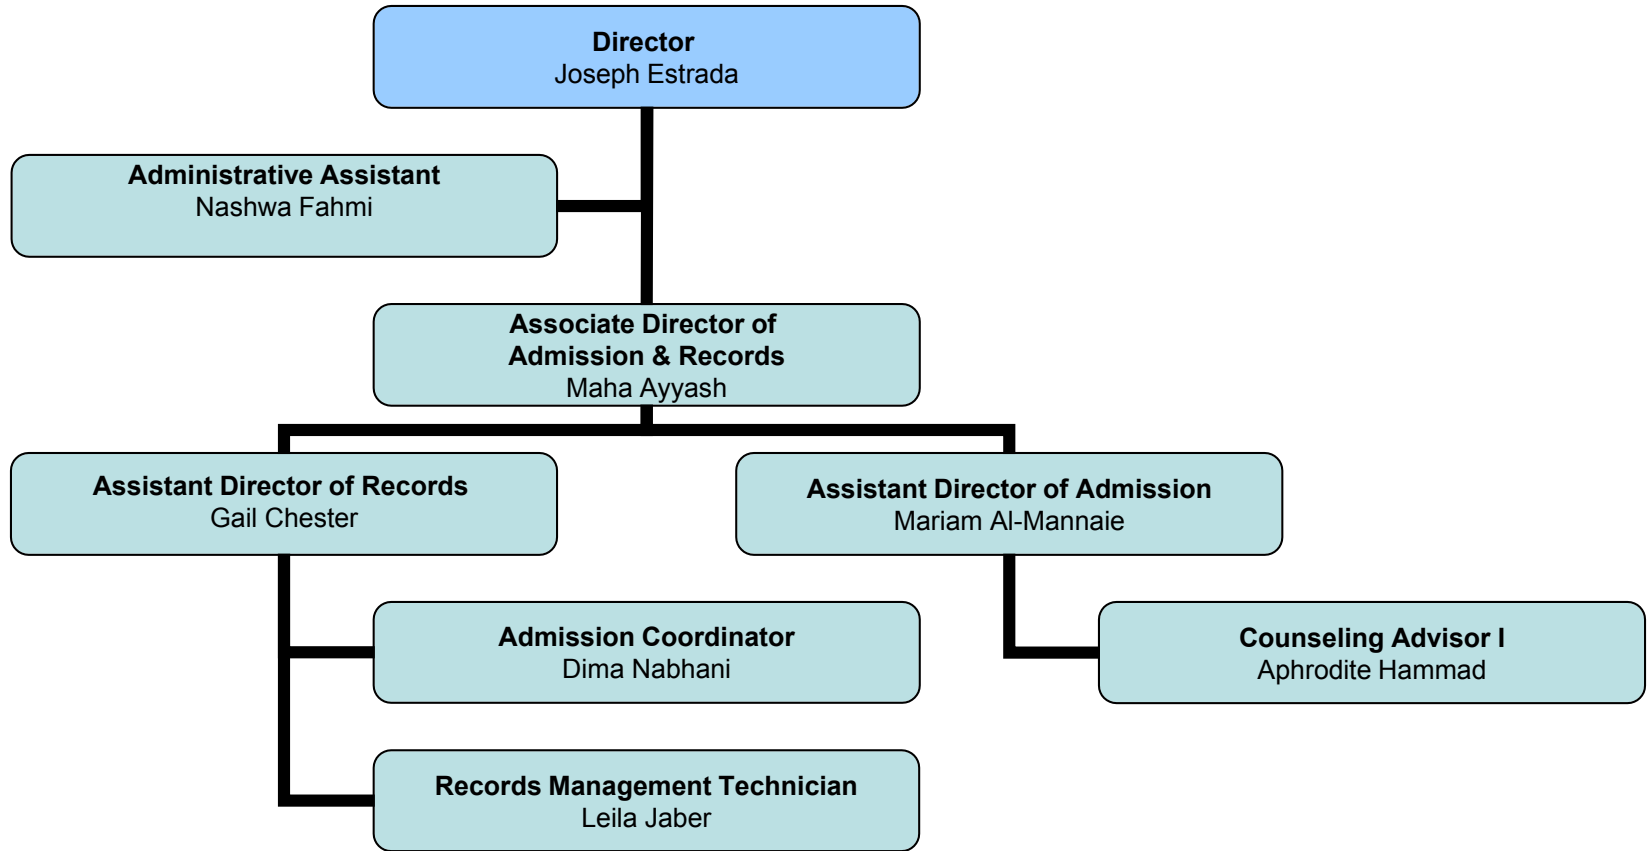 Director
Joseph Estrada
Administrative Assistant
Nashwa Fahmi
Associate Director of
Admission & Records
Maha Ayyash
Assistant Director of Records
Gail Chester
Assistant Director of Admission
Mariam Al-Mannaie
Admission Coordinator
Dima Nabhani
Counseling Advisor I
Aphrodite Hammad
Records Management Technician
Leila Jaber